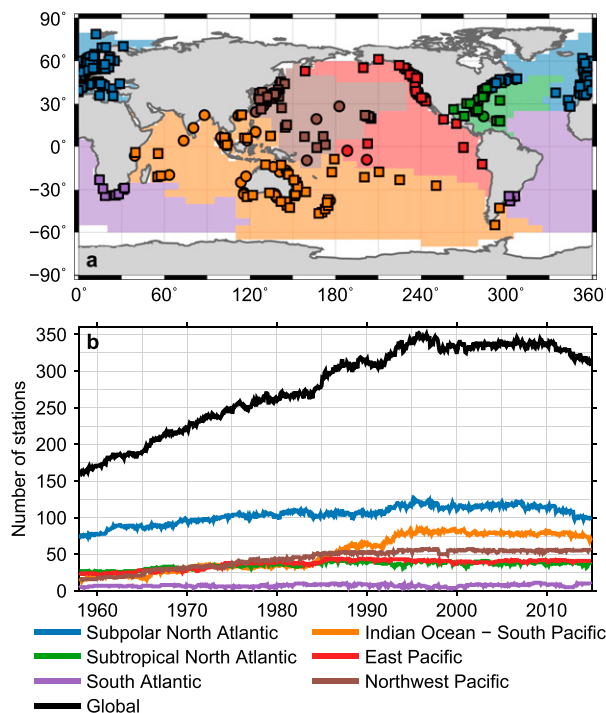 90°
60°
30°
0°
−30°
−60°
−90°
a
0°
60°
120°
180°
240°
300°
360°
b
Number of stations
350
300
250
200
150
100
50
0
1960
1970
1980
1990
2000
2010
Subpolar North Atlantic
Indian Ocean − South Pacific
Subtropical North Atlantic
East Pacific
South Atlantic
Northwest Pacific
Global